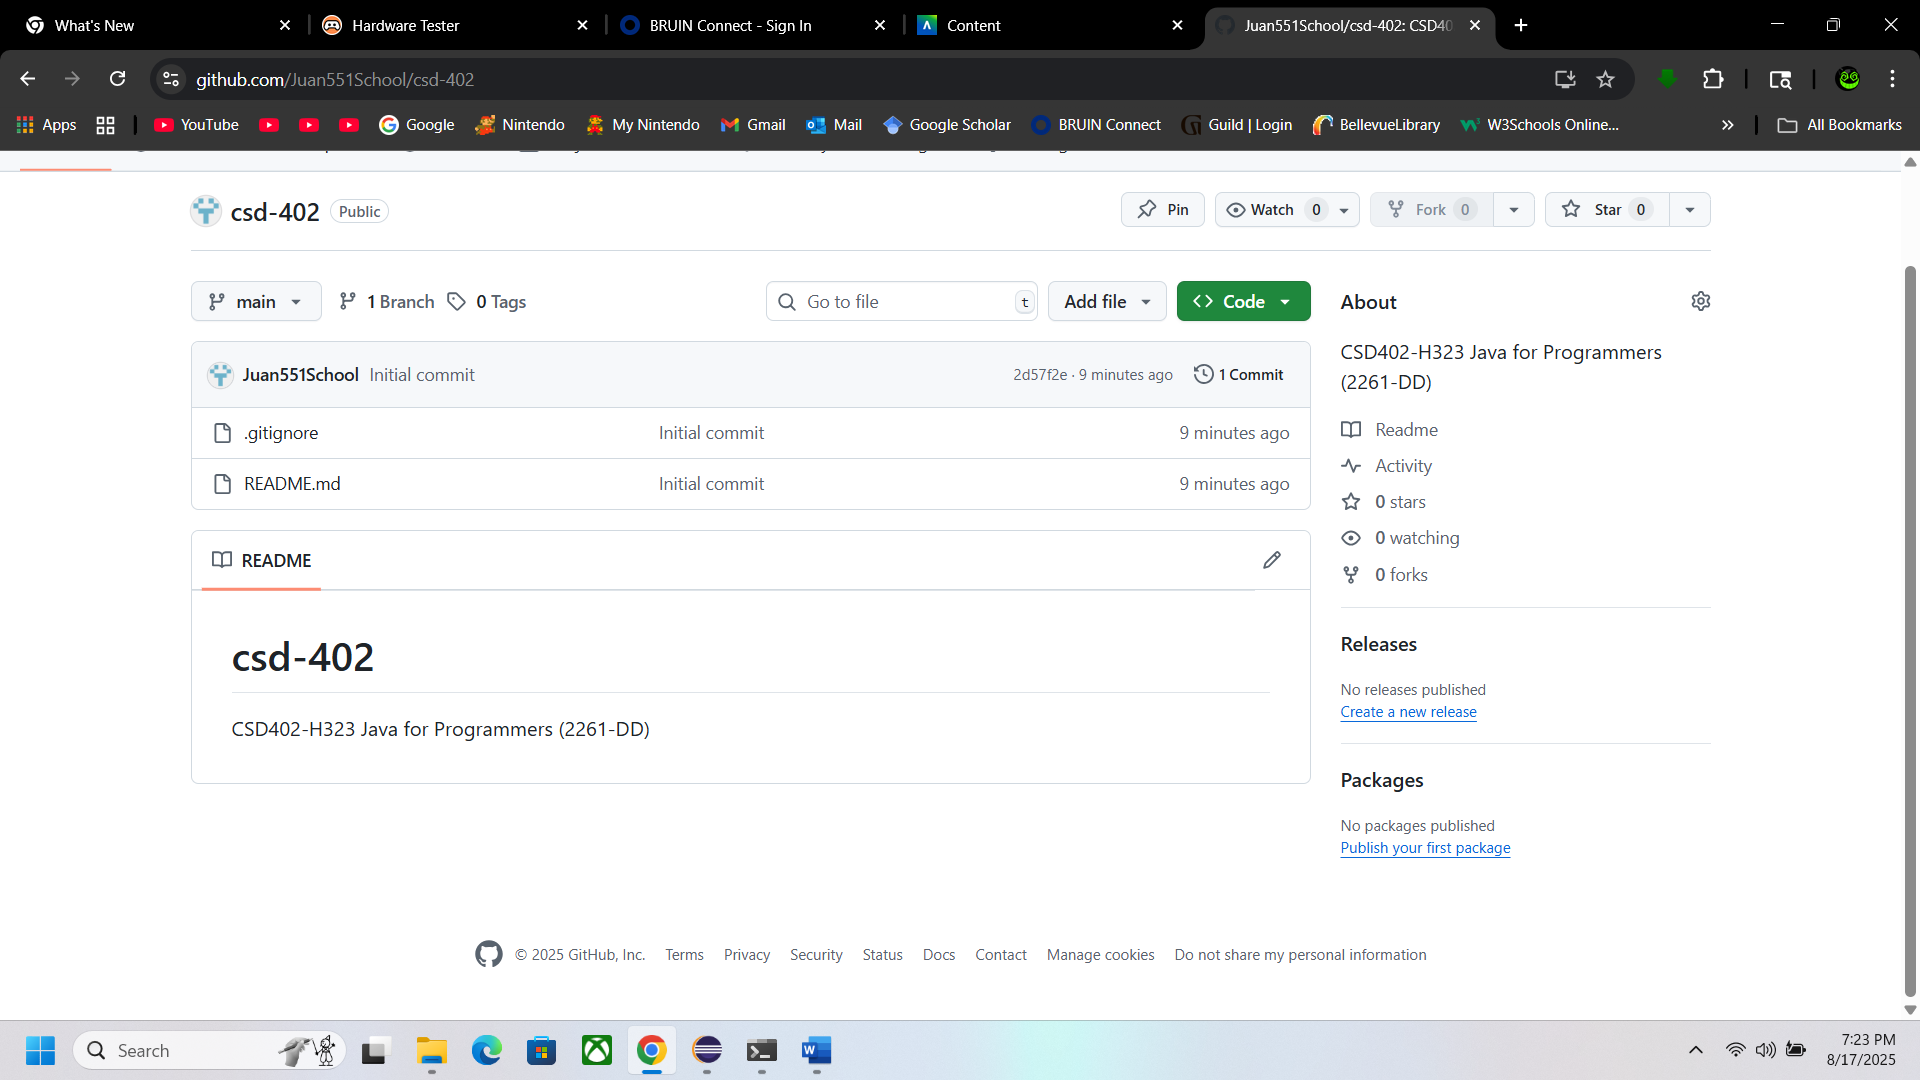 What's New
Hardware Tester
BRUIN Connect - Sign In
Content
Juan551School/csd-402: CSD40
github.com/Juan551School/csd-402
Apps
YouTube
Google
Nintendo
My Nintendo
Gmail
Mail
Google Scholar
BRUIN Connect
Guild | Login
BellevueLibrary
W3Schools Online...
All Bookmarks
csd-402 Public
Pin
Watch 0
Fork 0
Star 0
main
1 Branch
0 Tags
Go to file t
Add file
Code
Juan551School Initial commit 2d57f2e · 9 minutes ago 1 Commit
.gitignore Initial commit 9 minutes ago
README.md Initial commit 9 minutes ago
README
csd-402
CSD402-H323 Java for Programmers (2261-DD)
About
CSD402-H323 Java for Programmers
(2261-DD)
Readme
Activity
0 stars
0 watching
0 forks
Releases
No releases published
Create a new release
Packages
No packages published
Publish your first package
© 2025 GitHub, Inc. Terms Privacy Security Status Docs Contact Manage cookies Do not share my personal information
Search
7:23 PM
8/17/2025